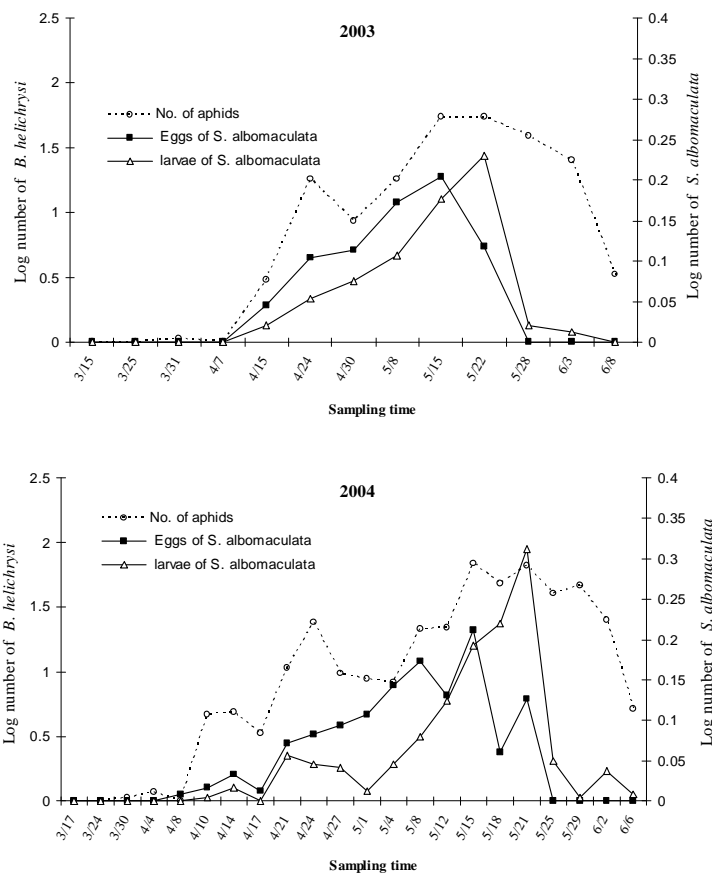 2003
2.5
2
1.5
1
0.5
0
Log number of B. helichrysi
No. of aphids
Eggs of S. albomaculata
larvae of S. albomaculata
0.4
0.35
0.3
0.25
0.2
0.15
0.1
0.05
0
Log number of S. albomaculata
3/15 3/25 3/31 4/7 4/15 4/24 4/30 5/8 5/15 5/22 5/28 6/3 6/8
Sampling time
2004
2.5
2
1.5
1
0.5
0
Log number of B. helichrysi
No. of aphids
Eggs of S. albomaculata
larvae of S. albomaculata
0.4
0.35
0.3
0.25
0.2
0.15
0.1
0.05
0
Log number of S. albomaculata
3/17 3/24 3/30 4/4 4/8 4/10 4/14 4/17 4/21 4/24 4/27 5/1 5/4 5/8 5/12 5/15 5/18 5/21 5/25 5/29 6/2 6/6
Sampling time